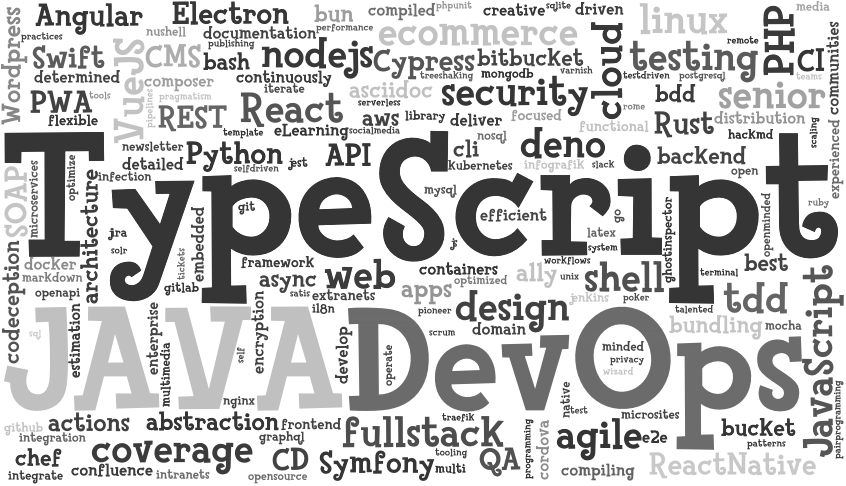 Angular
Electron
bun
compiled
phpunit
creative
sqlite
driven
media
Wordpress
practices
nushell
documentation
publishing
performance
ecommerce
linux
remote
PHP
CI
teams
Swift
VueJS
CMS
bash
nodejs
Cypress
bitbucket
cloud
testing
determined
continuously
treeshaking
mongodb
varnish
testdriven
postgresql
PWA
tools
pipelines
pragmatism
composer
iterate
asciidoc
security
bdd
senior
communities
flexible
REST
React
serverless
aws
library
deliver
focused
rome
Rust
distribution
template
eLearning
socialmedia
nosql
functional
hackmd
scaling
newsletter
detailed
Python
jest
API
cli
deno
backend
experienced
selfdriven
kubernetes
infografik
slack
open
SOAP
microservices
optimize
infection
TypeScript
mysql
efficient
latex
go
ruby
openminded
ghostinspector
git
jra
solr
architecture
embedded
js
system
docker
markdown
tickets
gitlab
framework
async
web
containers
workflows
a11y
unix
shell
terminal
best
openapi
satis
extranets
apps
optimized
pioneer
jenkins
poker
talented
tdd
codeception
estimation
enterprise
encryption
i18n
design
bundling
mocha
JavaScript
sql
JAVA
DevOps
multimedia
self
develop
operate
scrum
domain
minded
privacy
wizard
nginx
native
test
microsites
github
integration
actions
abstraction
frontend
graphql
traefik
fullstack
tooling
programming
cordova
agile
e2e
bucket
patterns
pairprogramming
chef
integrate
confluence
coverage
intranets
opensource
CD
Symfony
multi
QA
compiling
ReactNative